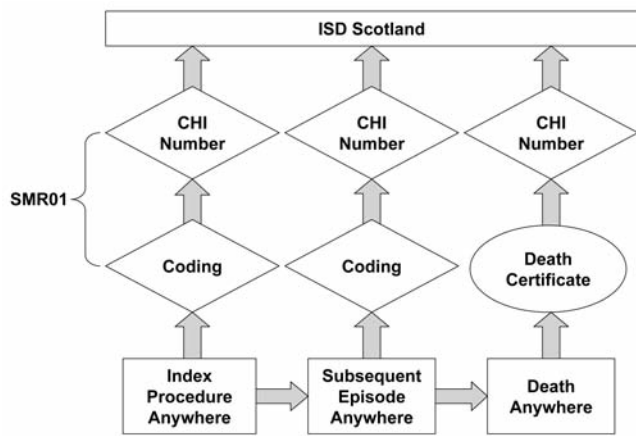 ISD Scotland
CHI
Number
CHI
Number
CHI
Number
SMR01
Coding
Coding
Death
Certificate
Index
Procedure
Anywhere
Subsequent
Episode
Anywhere
Death
Anywhere